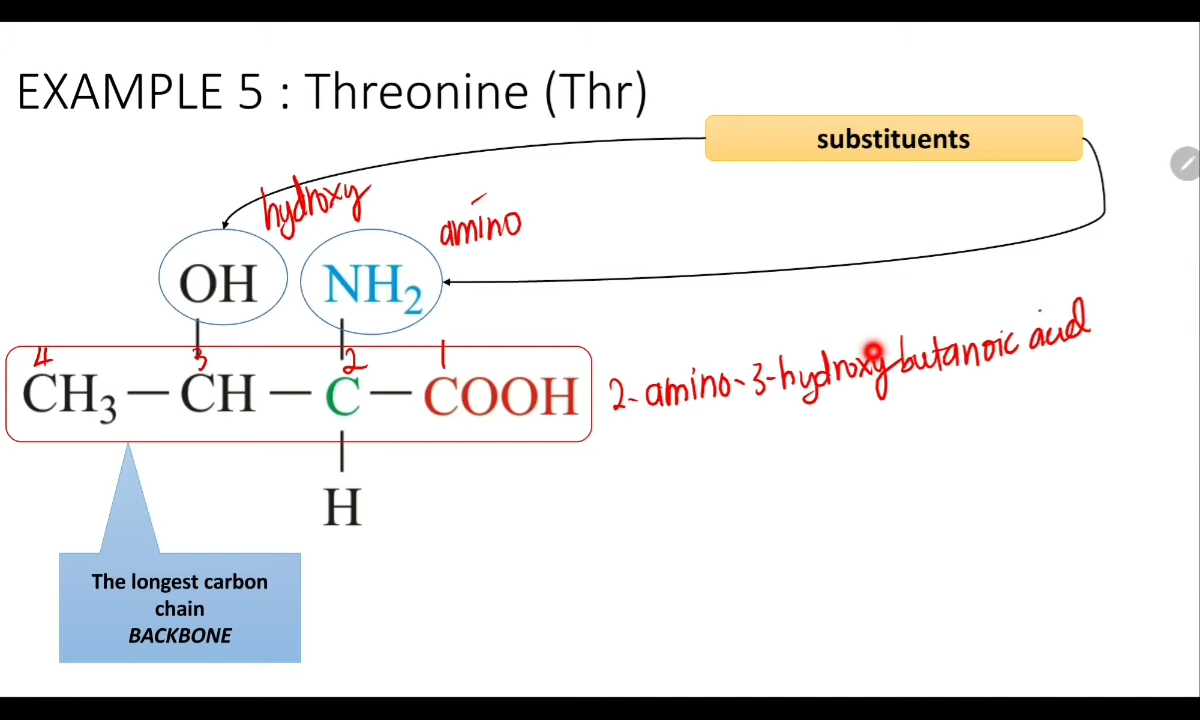 EXAMPLE 5 : Threonine (Thr)
substituents
hydroxy
amino
OH NH₂
4 3 2 1
CH₃ — CH — C — COOH
2-amino-3-hydroxybutanoic acid
H
The longest carbon
chain
BACKBONE